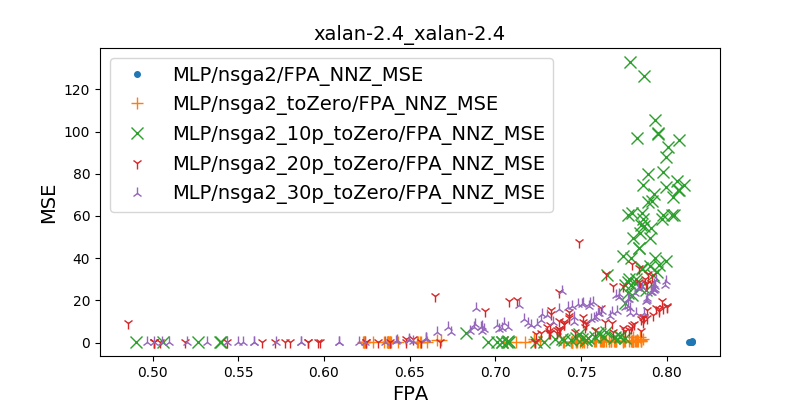 xalan-2.4_xalan-2.4
MLP/nsga2/FPA_NNZ_MSE
MLP/nsga2_toZero/FPA_NNZ_MSE
MLP/nsga2_10p_toZero/FPA_NNZ_MSE
MLP/nsga2_20p_toZero/FPA_NNZ_MSE
MLP/nsga2_30p_toZero/FPA_NNZ_MSE
MSE
120
100
80
60
40
20
0
0.50 0.55 0.60 0.65 0.70 0.75 0.80
FPA